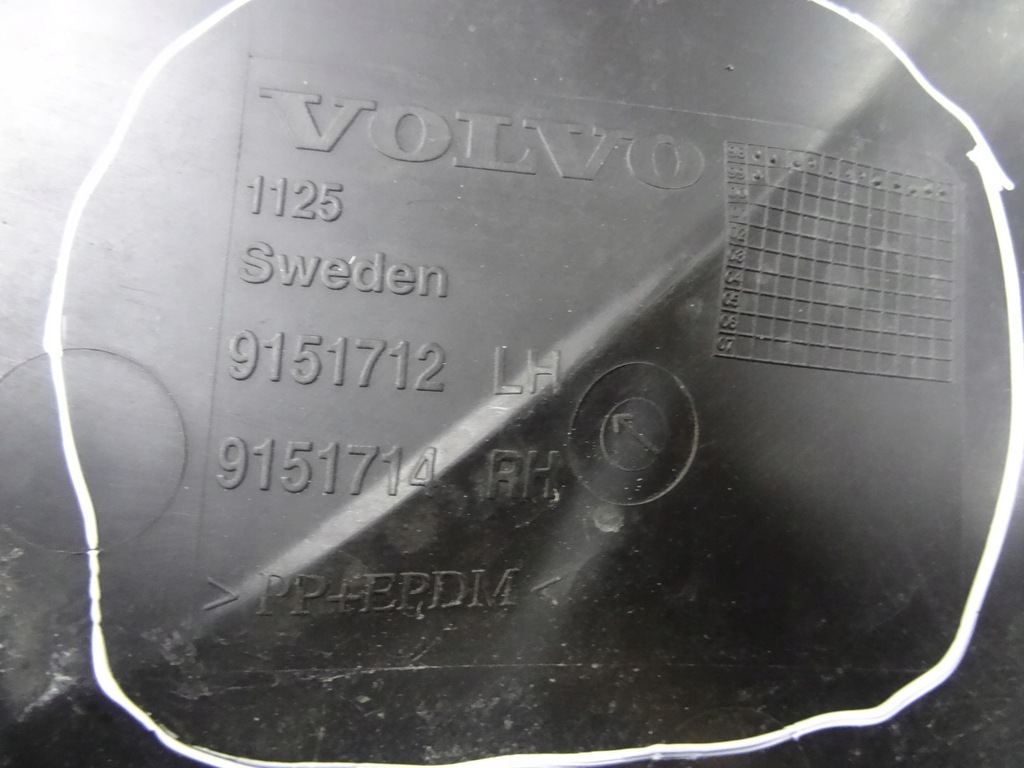 VOLVO
1125
Sweden
9151712 LH
9151714 RH
> PP+EPDM <